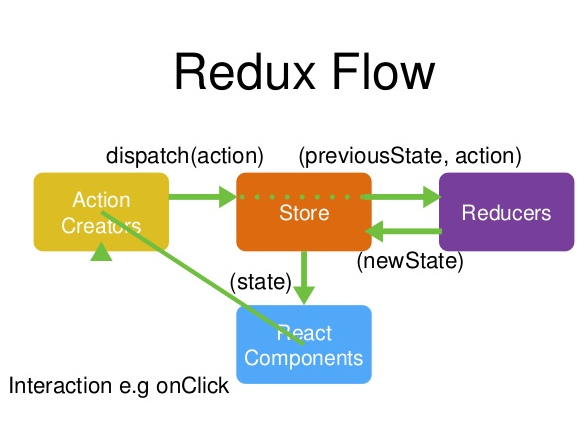 Redux Flow
dispatch(action)
(previousState, action)
Action
Creators
Store
Reducers
(newState)
(state)
React
Components
Interaction e.g onClick